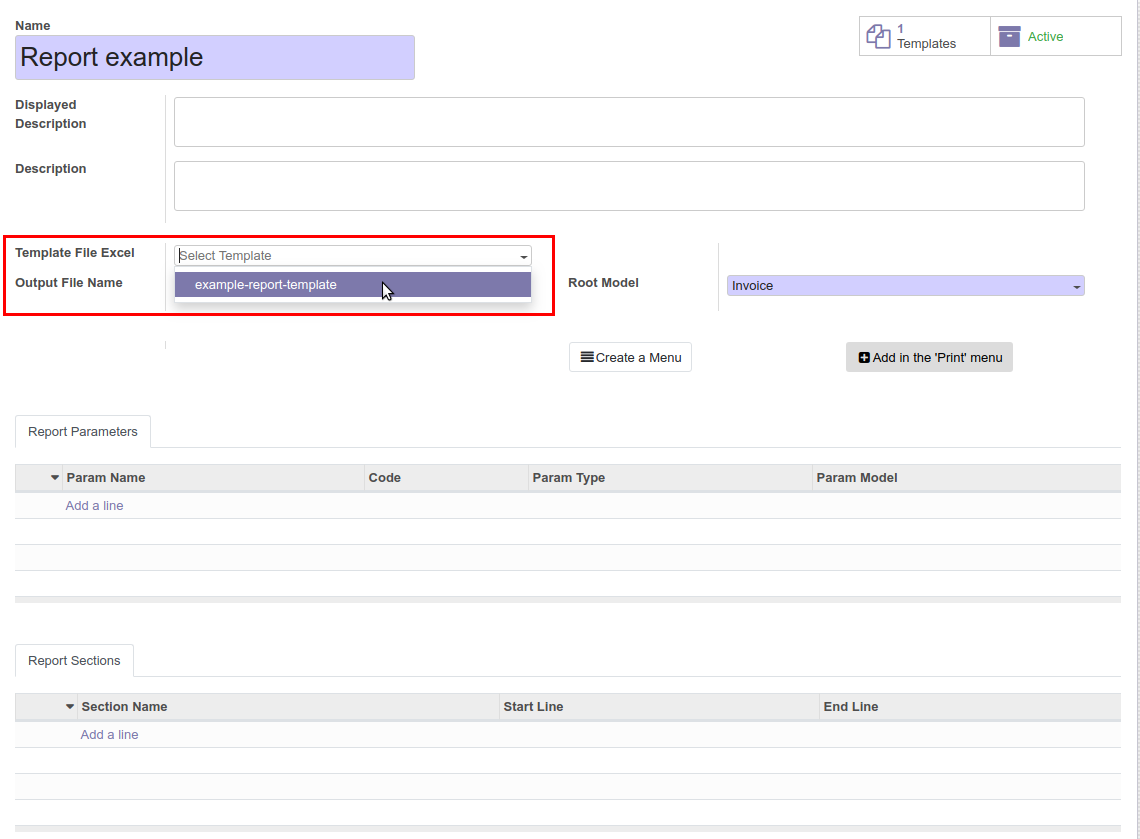 Name
Report example
1
Templates
Active
Displayed
Description
Description
Template File Excel
Select Template
Output File Name
example-report-template
Root Model
Invoice
Create a Menu
Add in the 'Print' menu
Report Parameters
Param Name Code Param Type Param Model
Add a line
Report Sections
Section Name Start Line End Line
Add a line